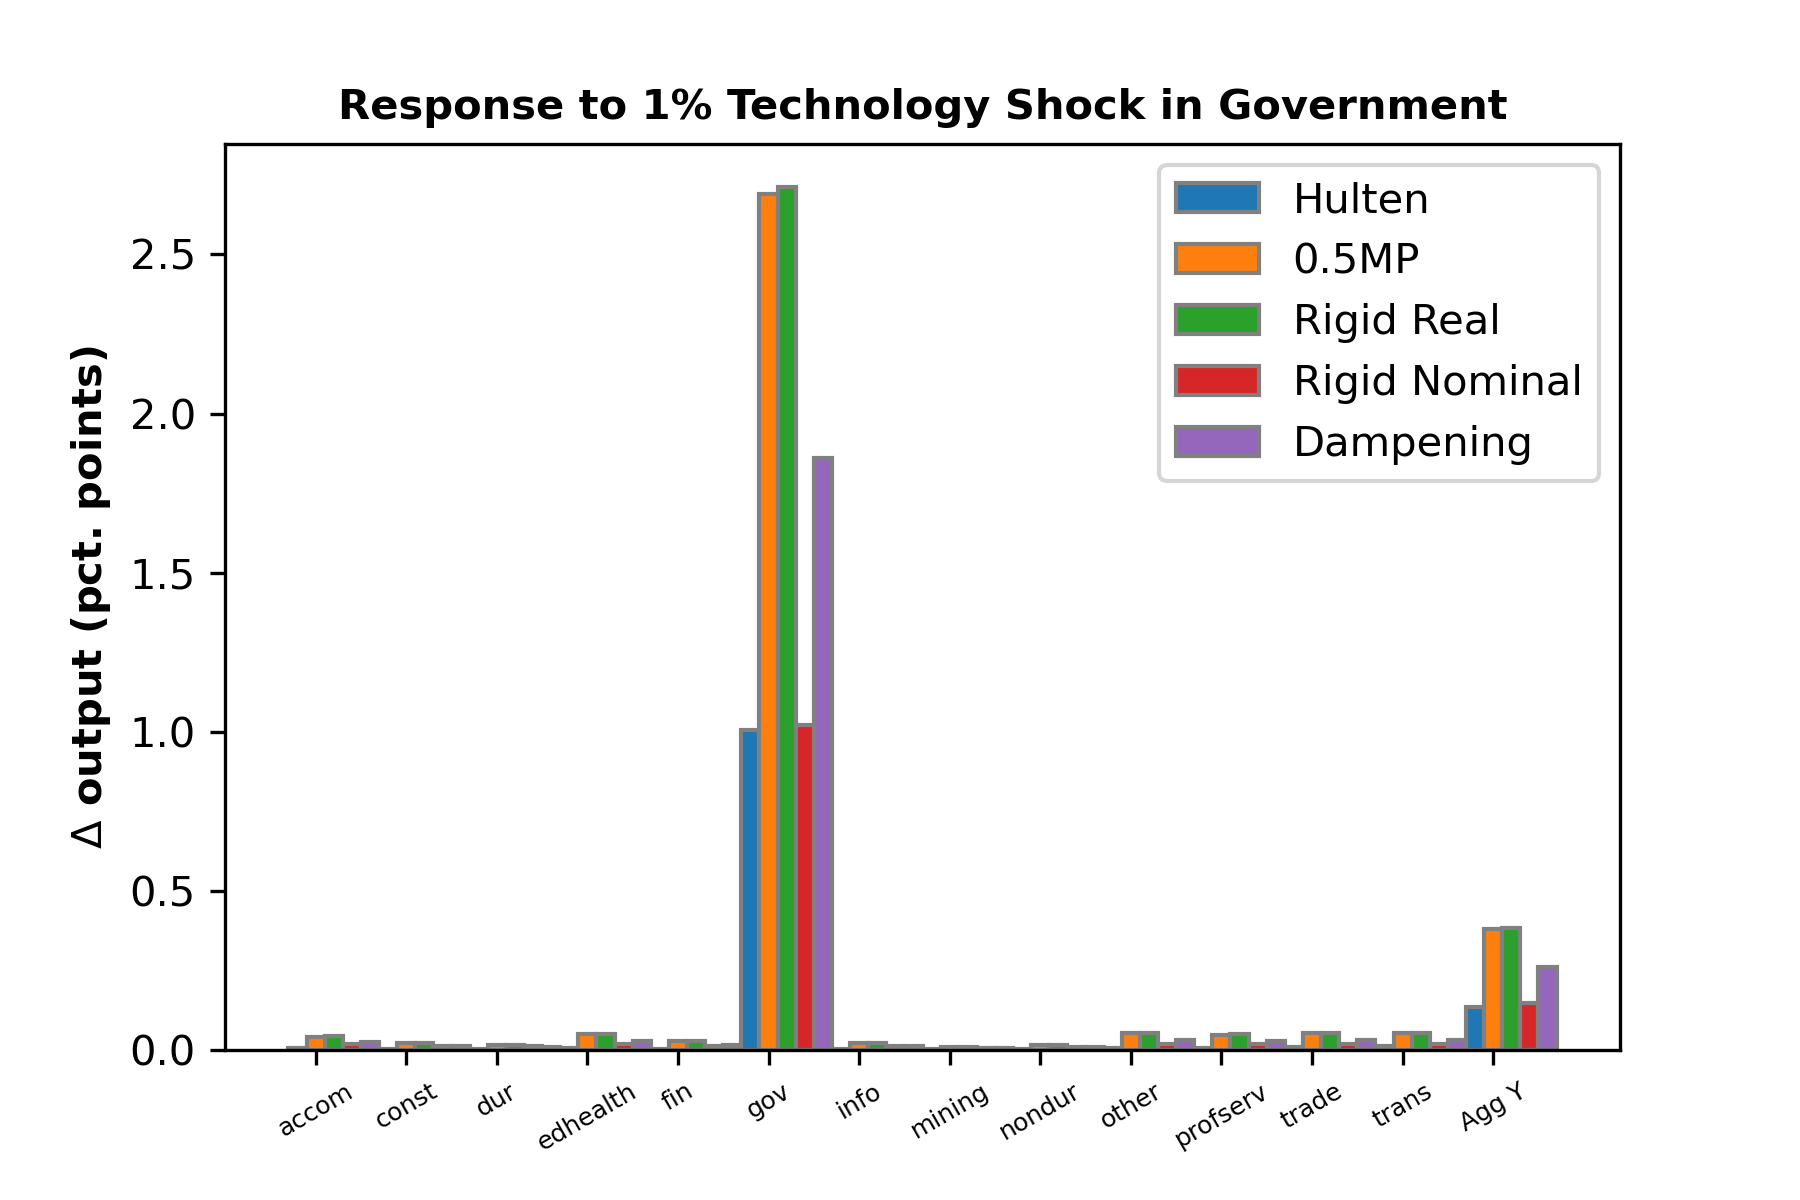 Response to 1% Technology Shock in Government
Δ output (pct. points)
2.5
2.0
1.5
1.0
0.5
0.0
Hulten
0.5MP
Rigid Real
Rigid Nominal
Dampening
accom
const
dur
edhealth
fin
gov
info
mining
nondur
other
profserv
trade
trans
Agg Y